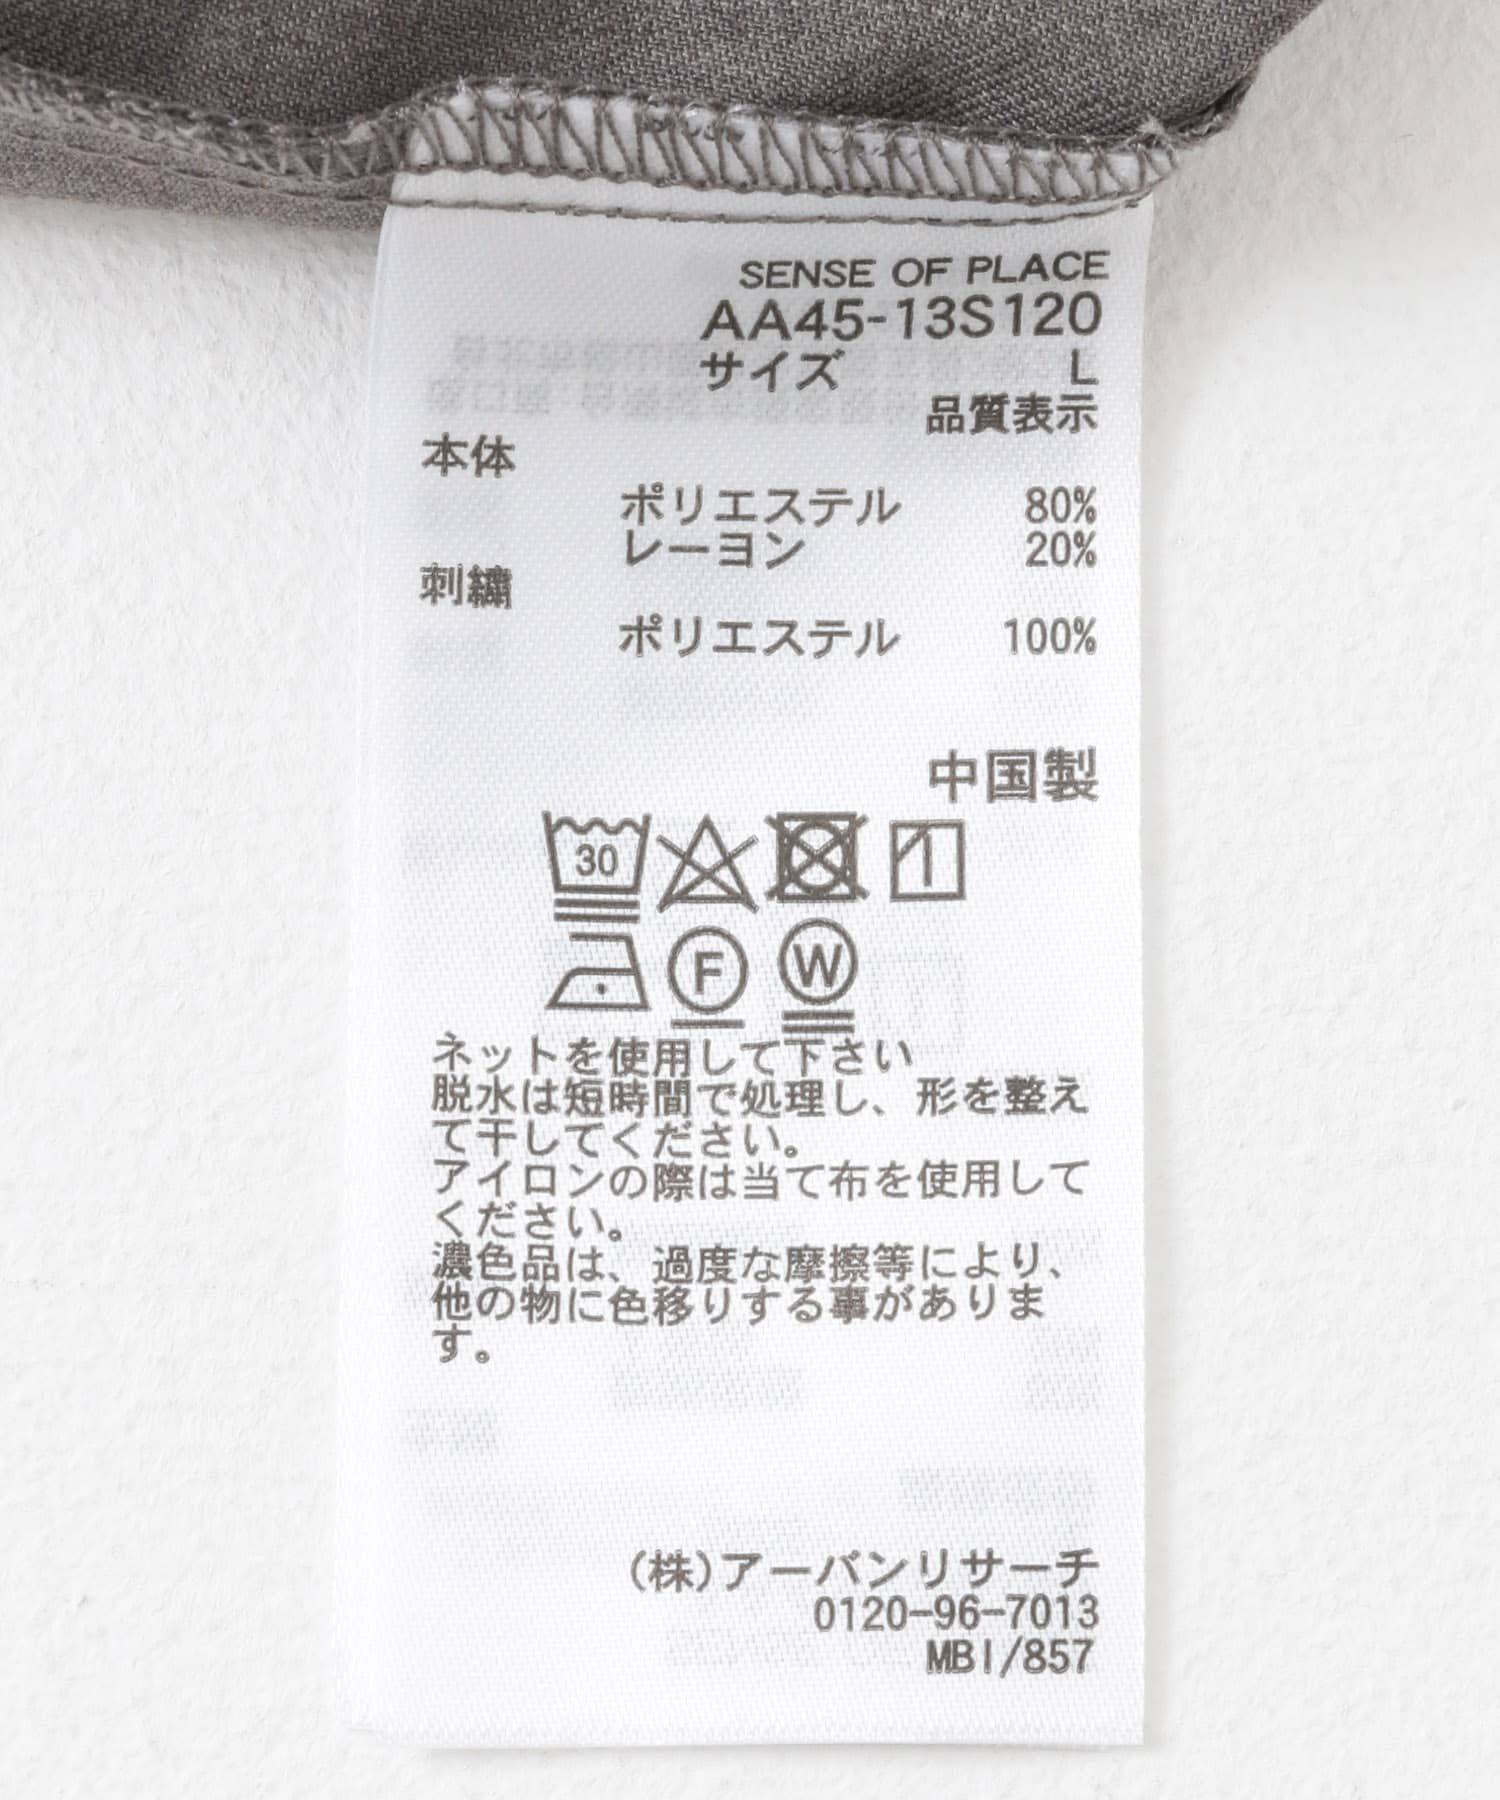 SENSE OF PLACE
AA45-13S120
サイズ L
品質表示
本体
ポリエステル 80%
レーヨン 20%
刺繍
ポリエステル 100%
中国製
30
F W
ネットを使用して下さい
脱水は短時間で処理し、形を整え
て干してください。
アイロンの際は当て布を使用して
ください。
濃色品は、過度な摩擦等により、
他の物に色移りする事がありま
す。
(株)アーバンリサーチ
0120-96-7013
MBI/857